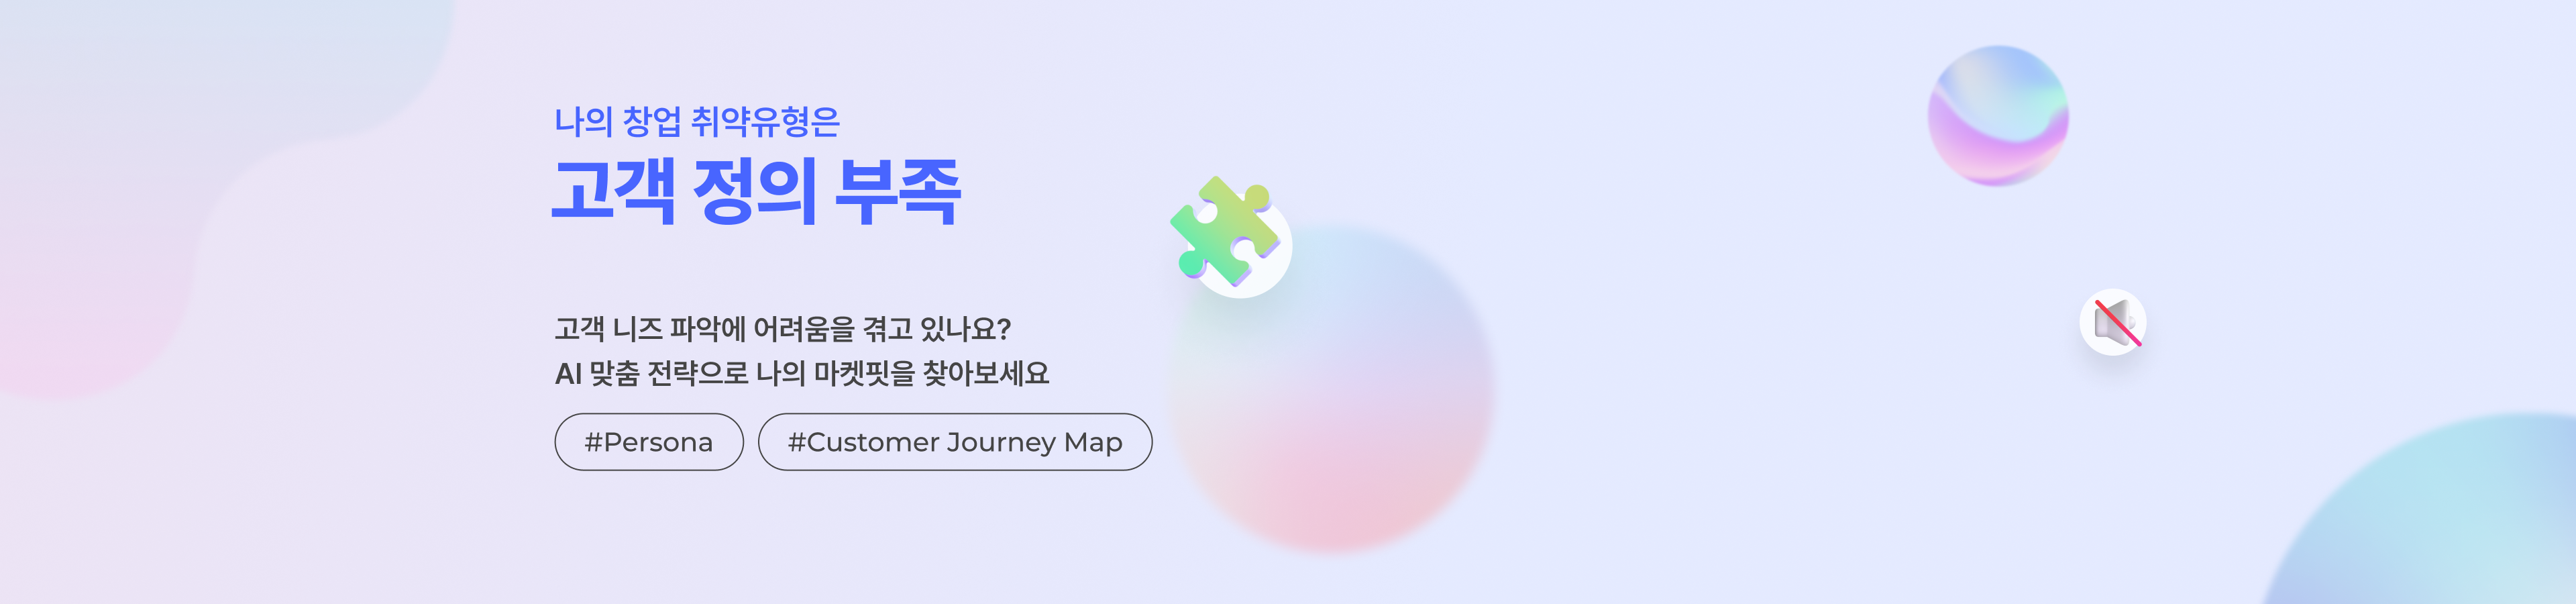 나의 창업 취약유형은
고객 정의 부족
고객 니즈 파악에 어려움을 겪고 있나요?
AI 맞춤 전략으로 나의 마켓핏을 찾아보세요
#Persona
#Customer Journey Map